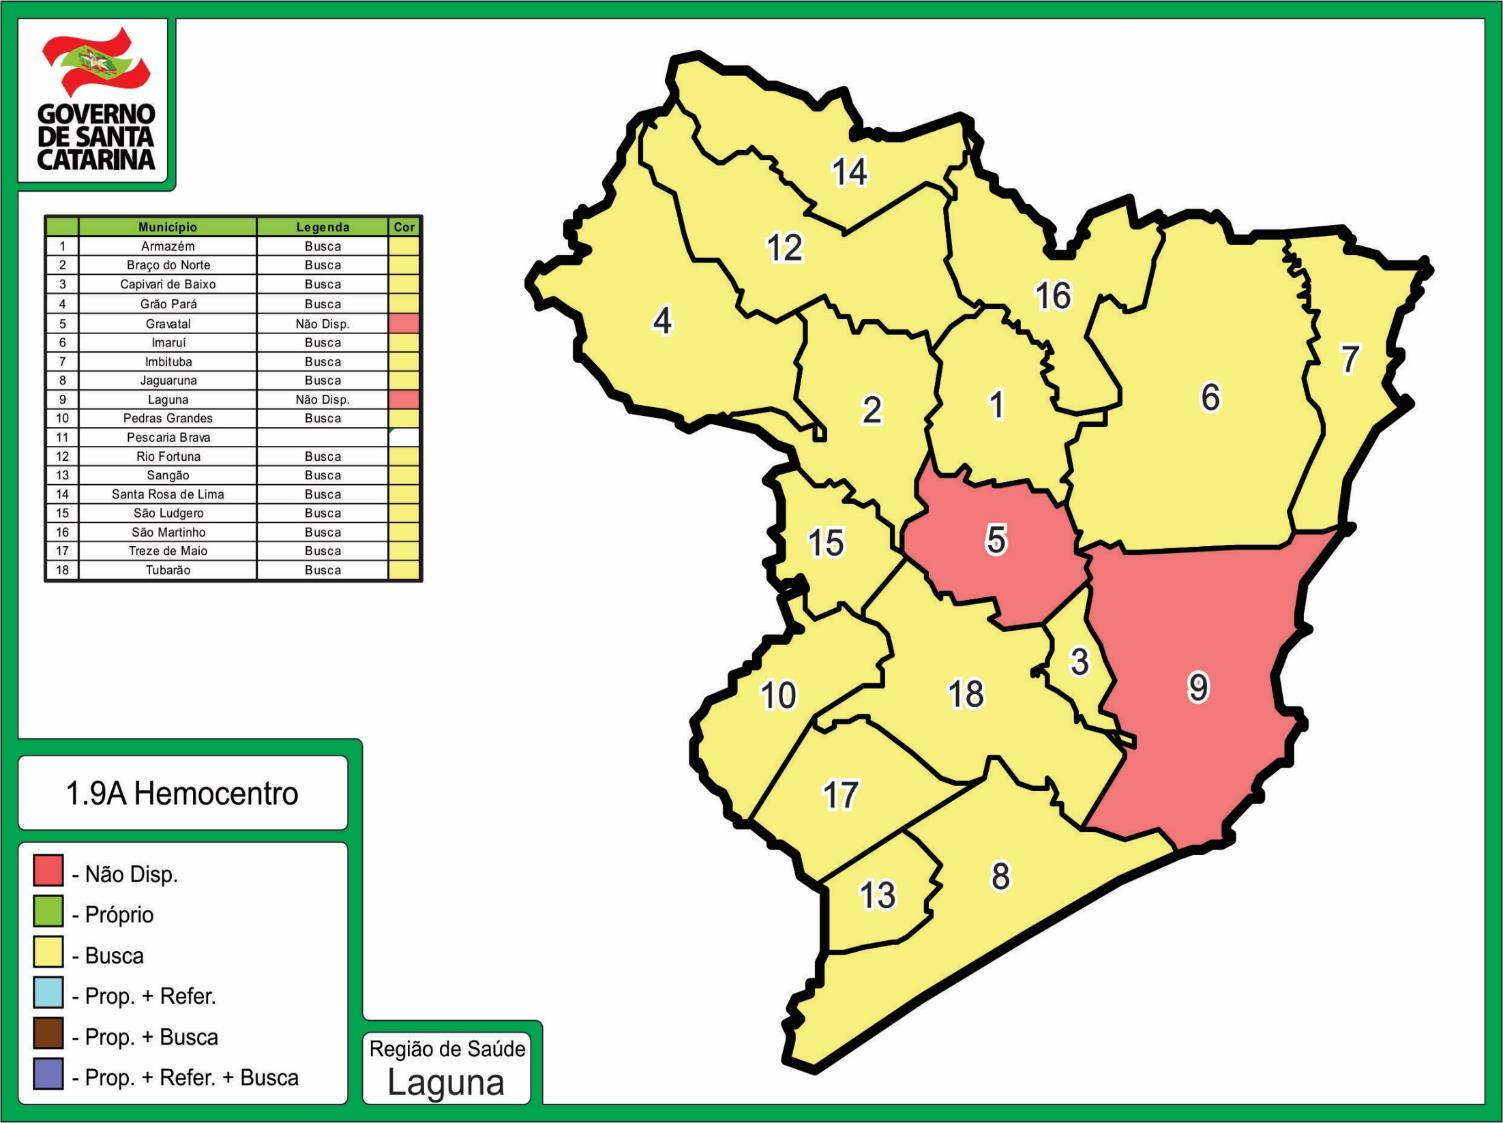 GOVERNO
DE SANTA
CATARINA
Município Legenda Cor
1 Armazém Busca
2 Braço do Norte Busca
3 Capivari de Baixo Busca
4 Grão Pará Busca
5 Gravatal Não Disp.
6 Imaruí Busca
7 Imbituba Busca
8 Jaguaruna Busca
9 Laguna Não Disp.
10 Pedras Grandes Busca
11 Pescaria Brava
12 Rio Fortuna Busca
13 Sangão Busca
14 Santa Rosa de Lima Busca
15 São Ludgero Busca
16 São Martinho Busca
17 Treze de Maio Busca
18 Tubarão Busca
14
12
16
4
7
6
2
1
5
15
3
9
10
18
17
8
13
1.9A Hemocentro
- Não Disp.
- Próprio
- Busca
- Prop. + Refer.
- Prop. + Busca
- Prop. + Refer. + Busca
Região de Saúde
Laguna